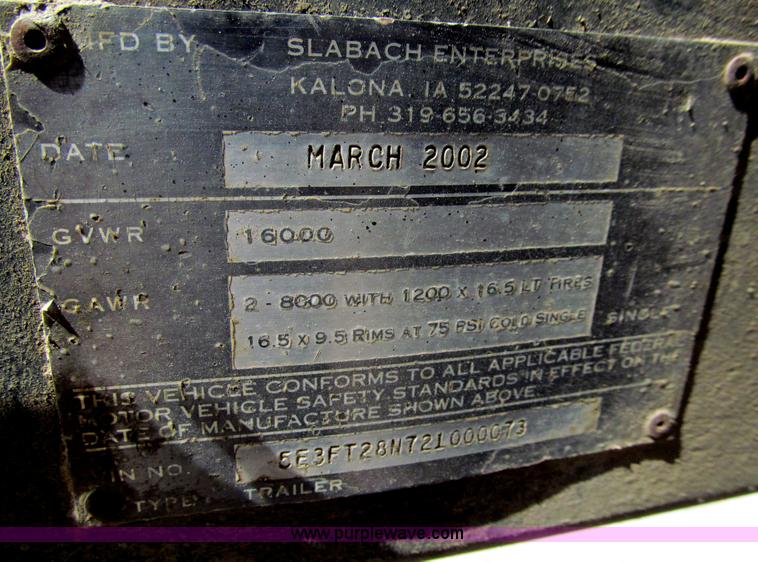 MFD BY SLABACH ENTERPRISES
KALONA, IA 52247-0752
PH 319-656-3434
DATE MARCH 2002
GVWR 16000
GAWR 2 - 8000 WITH 1200 X 16.5 LT TIRES
16.5 X 9.5 RIMS AT 75 PSI COLD SINGLE SINGLE
THIS VEHICLE CONFORMS TO ALL APPLICABLE FEDERAL
MOTOR VEHICLE SAFETY STANDARDS IN EFFECT ON THE
DATE OF MANUFACTURE SHOWN ABOVE
VIN NO. 5E3FT28N721000073
TYPE TRAILER
www.purplewave.com